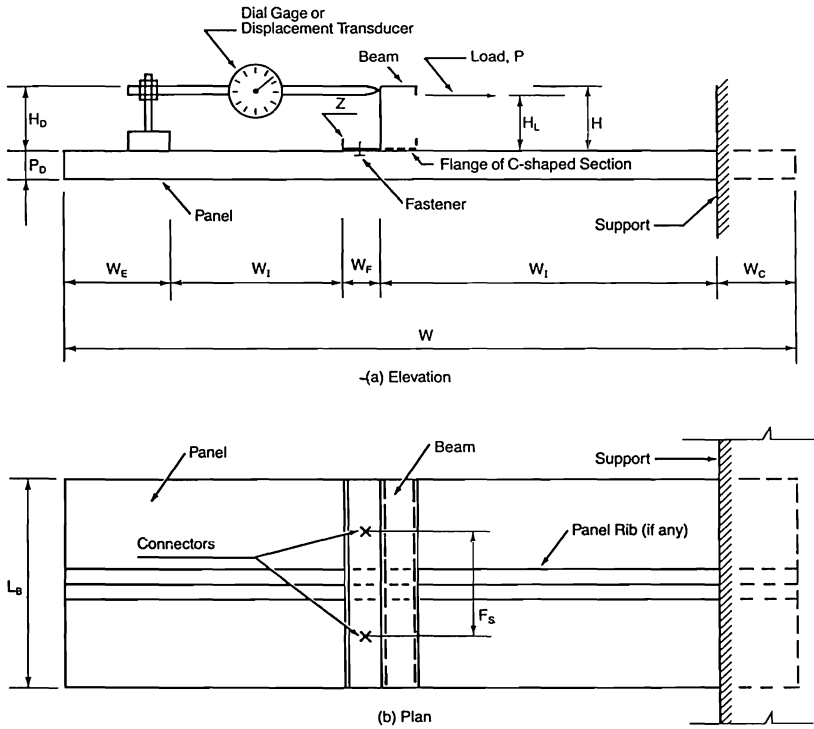 Dial Gage or
Displacement Transducer
Beam
Load, P
Z
H_D
H_L
H
P_D
Flange of C-shaped Section
Fastener
Panel
Support
W_E
W_I
W_F
W_I
W_C
W
(a) Elevation
Panel
Beam
Support
Connectors
Panel Rib (if any)
L_B
F_S
(b) Plan